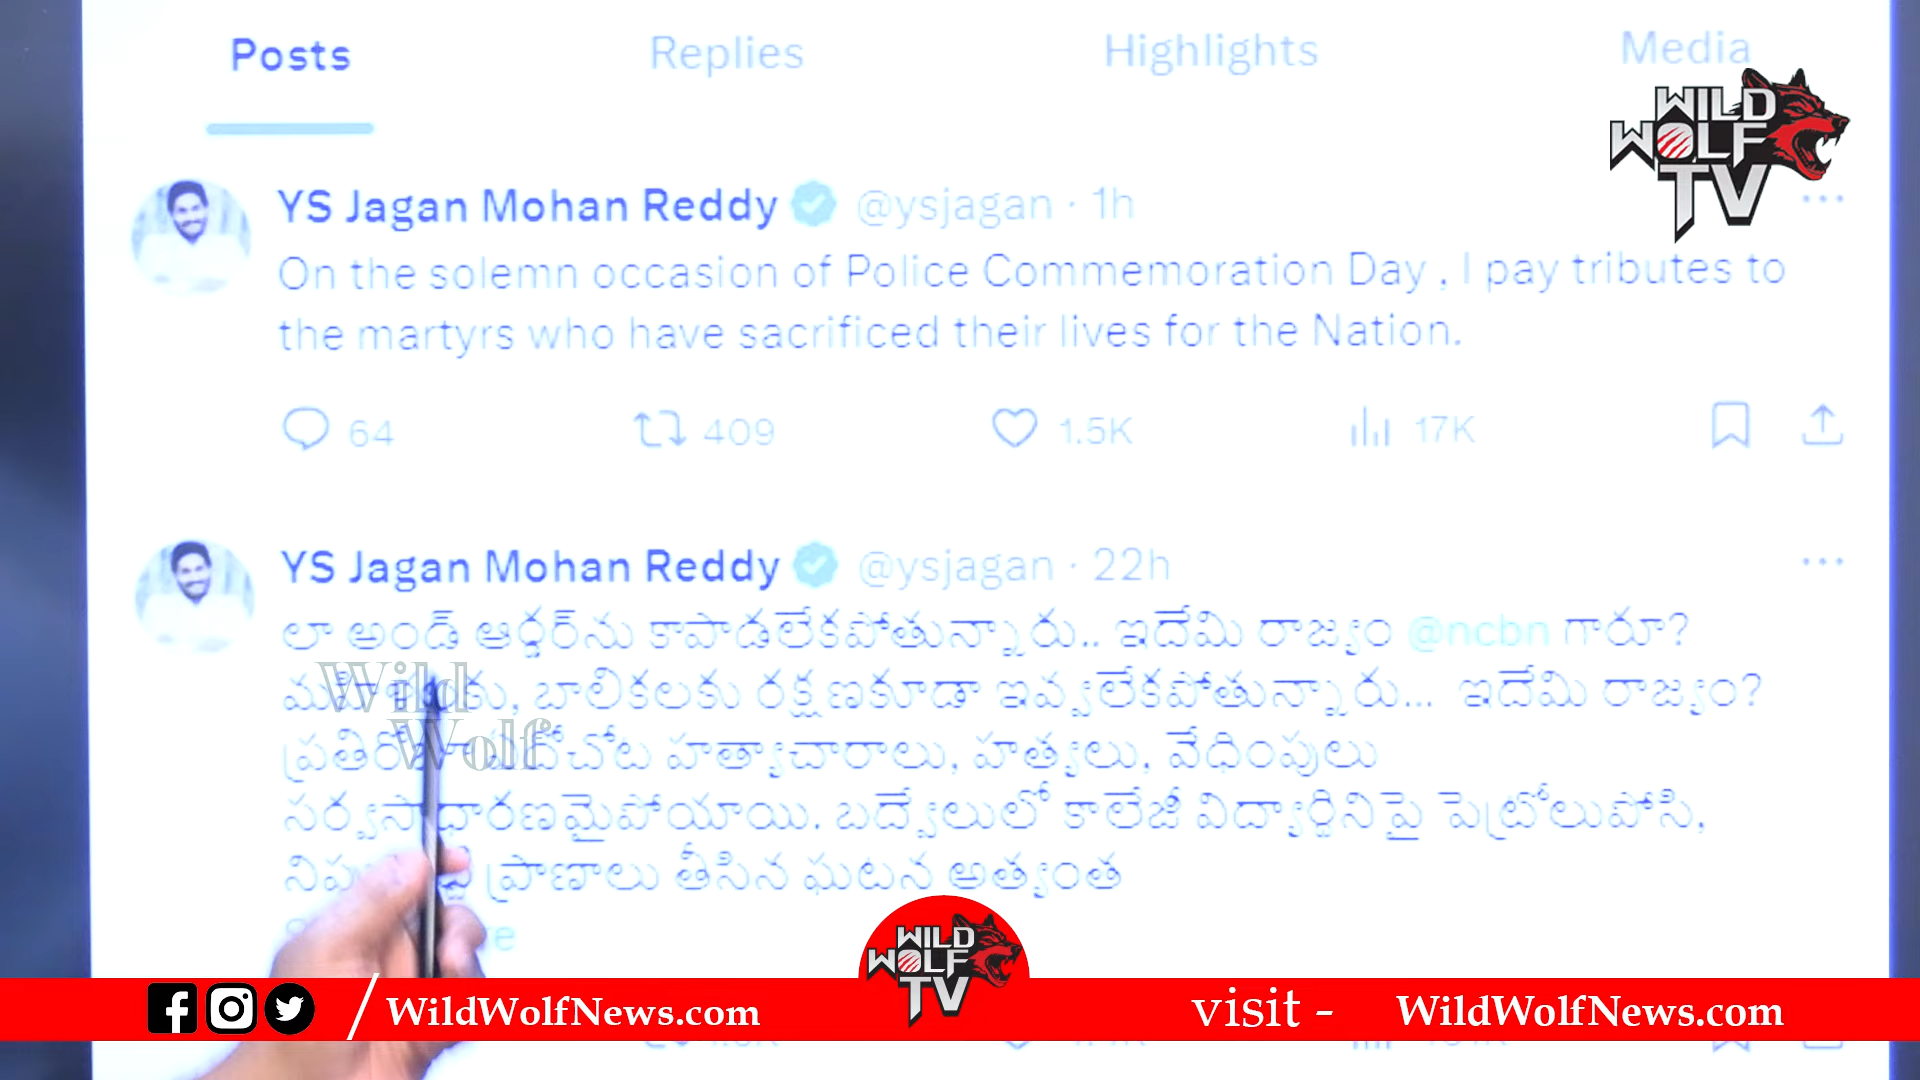 Posts Replies Highlights Media
WILD
WOLF
TV
YS Jagan Mohan Reddy @ysjagan · 1h
On the solemn occasion of Police Commemoration Day , I pay tributes to
the martyrs who have sacrificed their lives for the Nation.
64 409 1.5K 17K
YS Jagan Mohan Reddy @ysjagan · 22h
లా అండ్ ఆర్డర్‌ను కాపాడలేకపోతున్నారు.. ఇదేమి రాజ్యం @ncbn గారూ?
బాలికలకు రక్షణకూడా ఇవ్వలేకపోతున్నారు... ఇదేమి రాజ్యం?
హత్యాచారాలు, హత్యలు, వేధింపులు
సర్వసాధారణమైపోయాయి. బద్వేలులో కాలేజీ విద్యార్థినిపై పెట్రోలుపోసి,
ప్రాణాలు తీసిన ఘటన అత్యంత
Wild
Wolf
WILD
WOLF
TV
WildWolfNews.com
visit - WildWolfNews.com